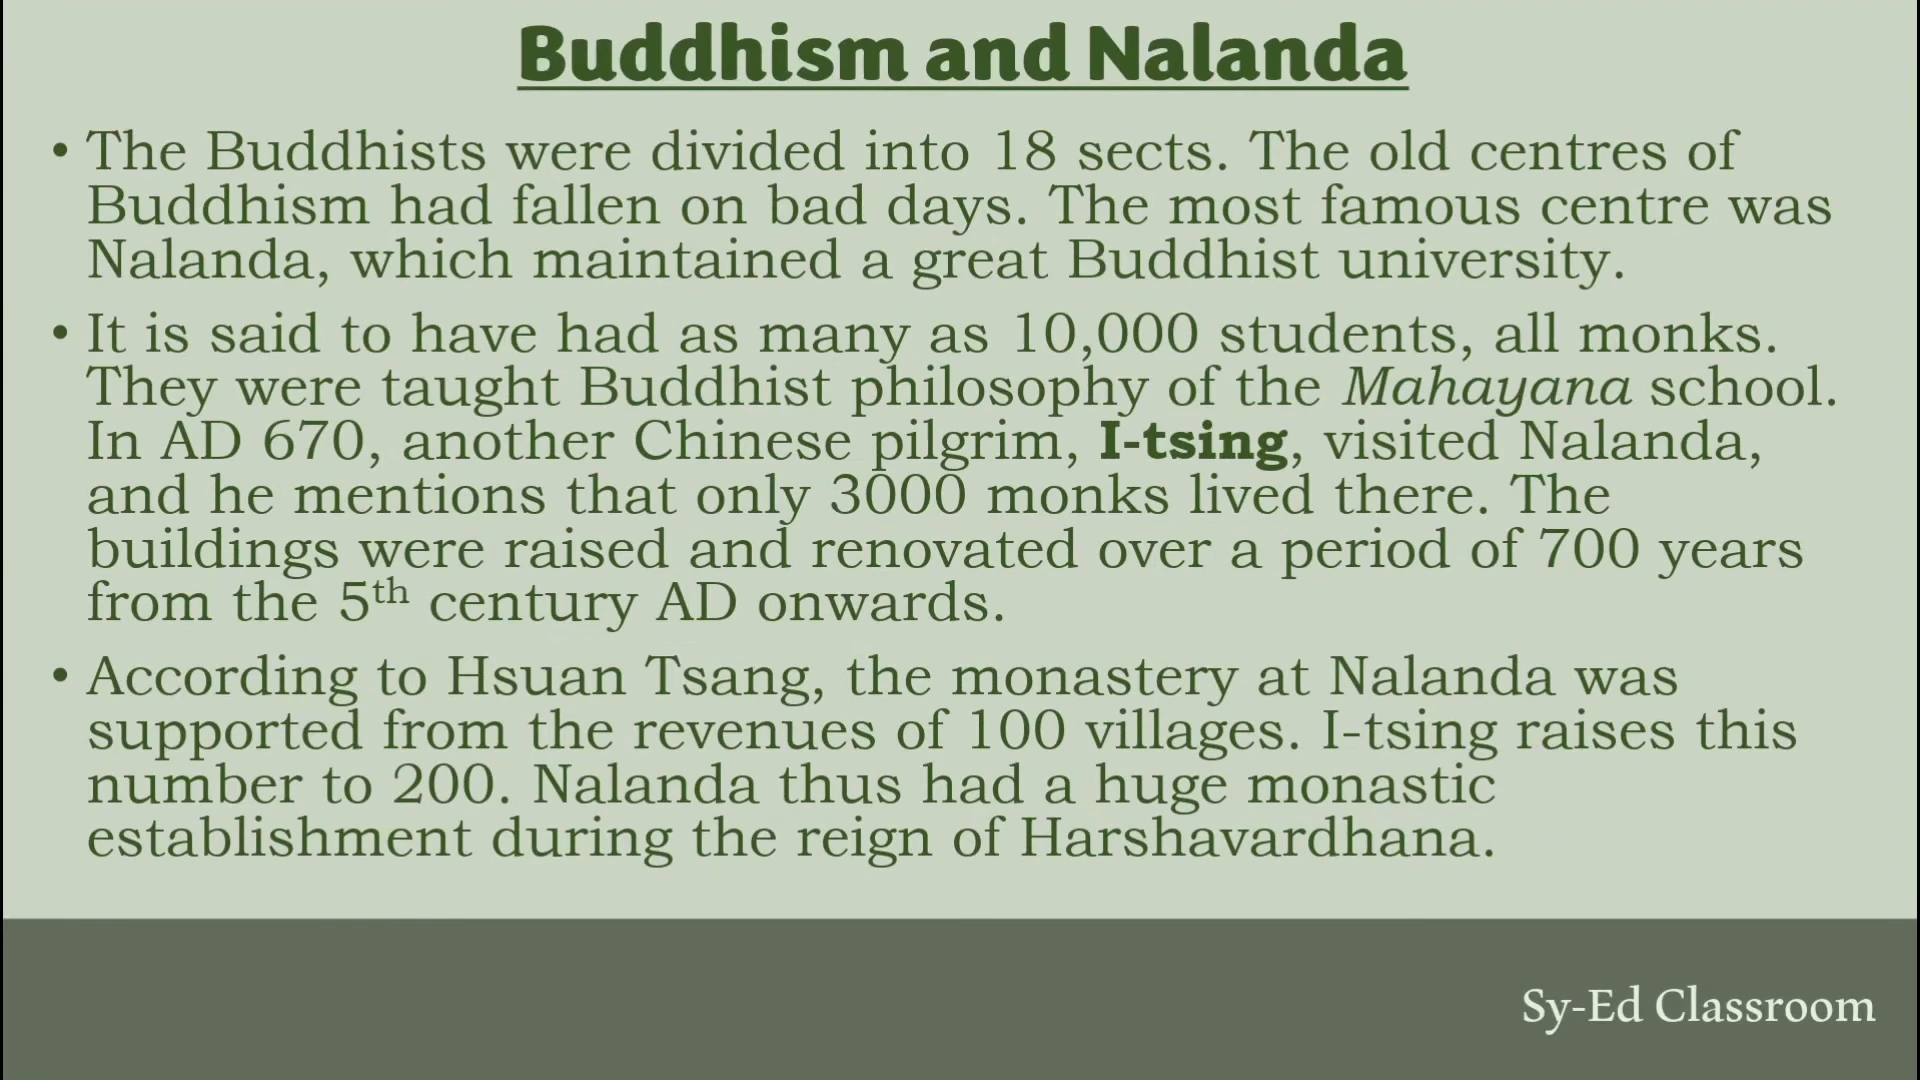 Buddhism and Nalanda
• The Buddhists were divided into 18 sects. The old centres of
Buddhism had fallen on bad days. The most famous centre was
Nalanda, which maintained a great Buddhist university.
• It is said to have had as many as 10,000 students, all monks.
They were taught Buddhist philosophy of the Mahayana school.
In AD 670, another Chinese pilgrim, I-tsing, visited Nalanda,
and he mentions that only 3000 monks lived there. The
buildings were raised and renovated over a period of 700 years
from the 5th century AD onwards.
• According to Hsuan Tsang, the monastery at Nalanda was
supported from the revenues of 100 villages. I-tsing raises this
number to 200. Nalanda thus had a huge monastic
establishment during the reign of Harshavardhana.
Sy-Ed Classroom